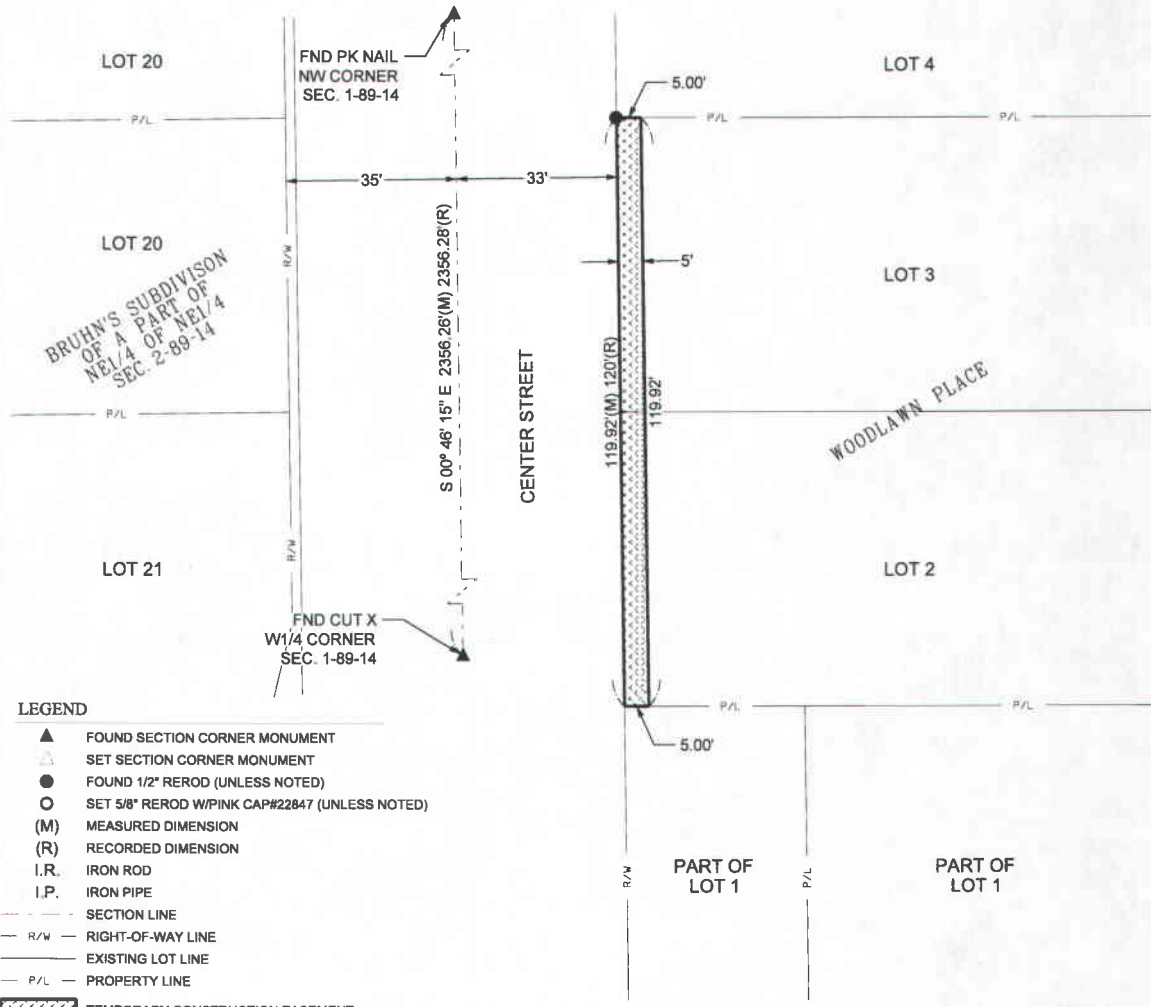 LOT 20
FND PK NAIL
NW CORNER
SEC. 1-89-14
LOT 4
5.00'
P/L
P/L
P/L
35'
33'
LOT 20
R/W
S 00° 46' 15" E 2356.26'(M) 2356.28'(R)
5'
LOT 3
BRUHN'S SUBDIVISON
OF A PART OF
NE1/4 OF NE1/4
SEC. 2-89-14
CENTER STREET
119.92'(M) 120'(R)
119.92'
WOODLAWN PLACE
P/L
R/W
LOT 21
LOT 2
FND CUT X
W1/4 CORNER
SEC. 1-89-14
P/L
P/L
5.00'
LEGEND
FOUND SECTION CORNER MONUMENT
SET SECTION CORNER MONUMENT
FOUND 1/2" REROD (UNLESS NOTED)
SET 5/8" REROD W/PINK CAP#22847 (UNLESS NOTED)
(M) MEASURED DIMENSION
(R) RECORDED DIMENSION
I.R. IRON ROD
I.P. IRON PIPE
SECTION LINE
R/W RIGHT-OF-WAY LINE
EXISTING LOT LINE
P/L PROPERTY LINE
TEMPORARY CONSTRUCTION EASEMENT
R/W
PART OF
LOT 1
P/L
PART OF
LOT 1